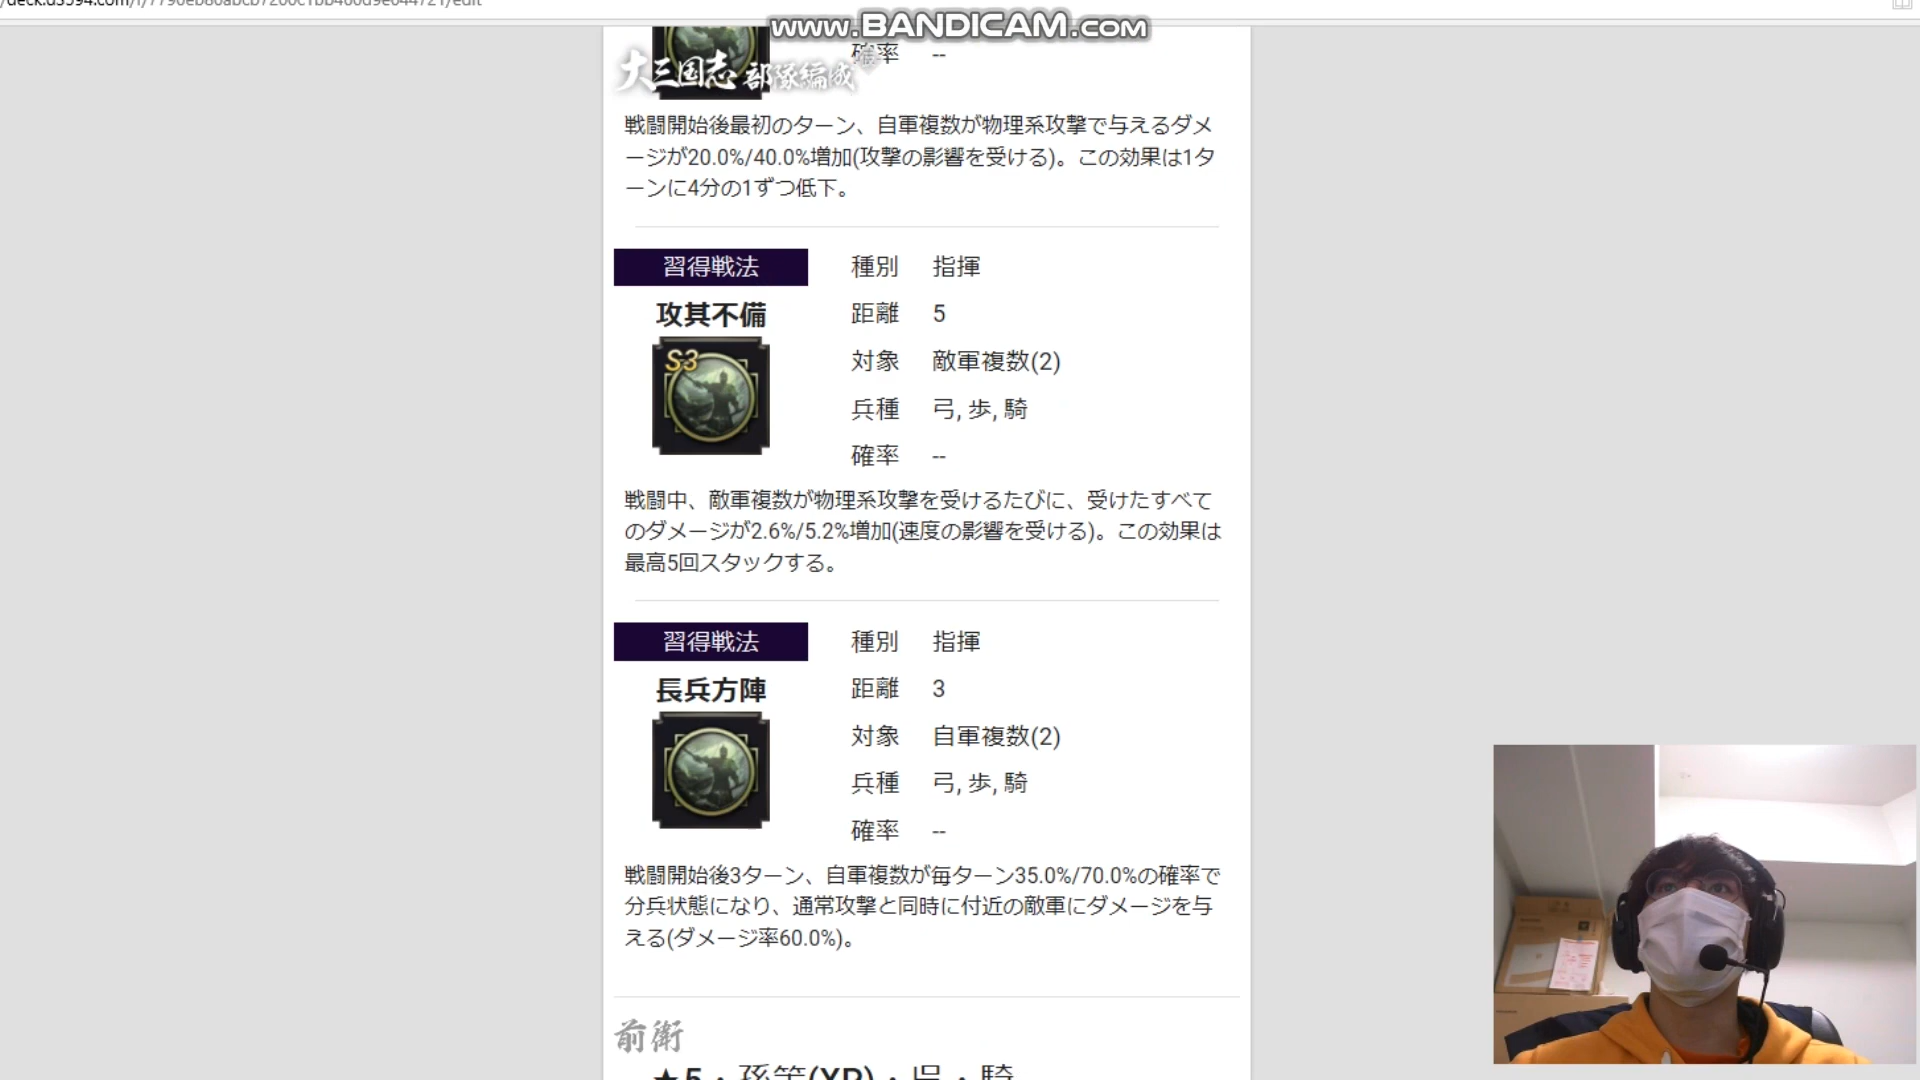 /deck.ds594.com/r/7790eb86abcb7200c1bb460d9e644721/edit
www.BANDICAM.com
大三国志 部隊編成
確率 --
戦闘開始後最初のターン、自軍複数が物理系攻撃で与えるダメ
ージが20.0%/40.0%増加(攻撃の影響を受ける)。この効果は1タ
ーンに4分の1ずつ低下。
習得戦法
攻其不備
S3
種別 指揮
距離 5
対象 敵軍複数(2)
兵種 弓, 歩, 騎
確率 --
戦闘中、敵軍複数が物理系攻撃を受けるたびに、受けたすべて
のダメージが2.6%/5.2%増加(速度の影響を受ける)。この効果は
最高5回スタックする。
習得戦法
長兵方陣
種別 指揮
距離 3
対象 自軍複数(2)
兵種 弓, 歩, 騎
確率 --
戦闘開始後3ターン、自軍複数が毎ターン35.0%/70.0%の確率で
分兵状態になり、通常攻撃と同時に付近の敵軍にダメージを与
える(ダメージ率60.0%)。
前衛
★5・孫策(XP)・呉・騎